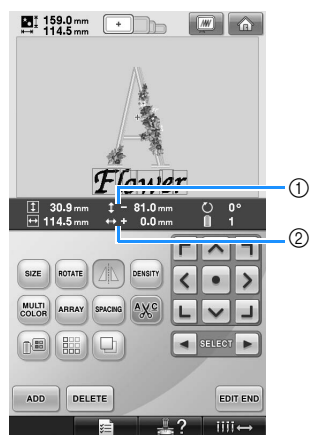 159.0 mm
114.5 mm
A
Flower
①
30.9 mm - 81.0 mm 0°
114.5 mm + 0.0 mm 1
②
SIZE ROTATE DENSITY
MULTI COLOR ARRAY SPACING A C
SELECT
ADD DELETE EDIT END
?